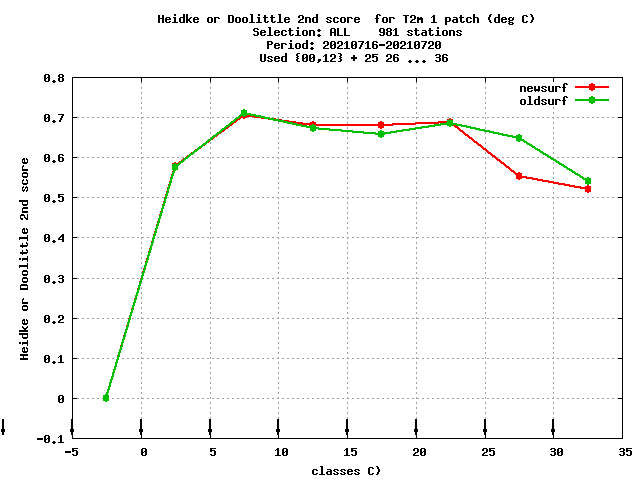 Heidke or Doolittle 2nd score  for T2m 1 patch (deg C)
Selection: ALL    981 stations
Period: 20210716-20210720
Used {00,12} + 25 26 ... 36
newsurf
oldsurf
Heidke or Doolittle 2nd score
0.8
0.7
0.6
0.5
0.4
0.3
0.2
0.1
0
-0.1
-5 0 5 10 15 20 25 30 35
classes C)